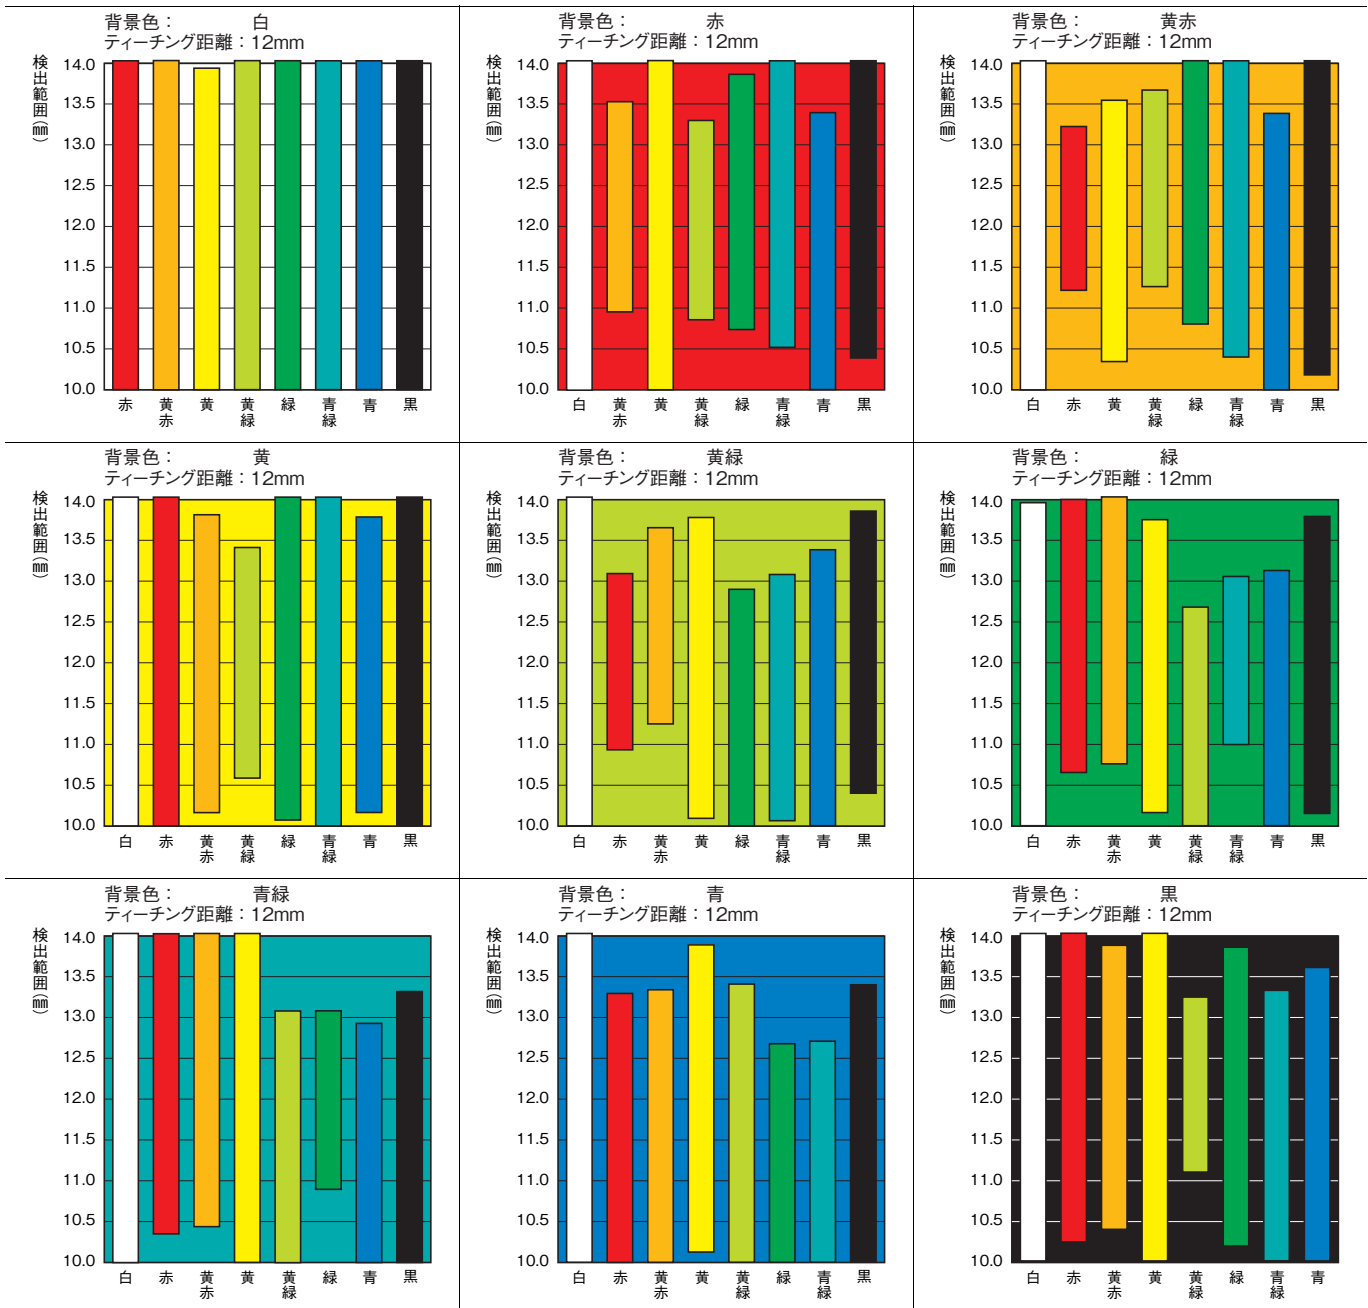 背景色： 白
ティーチング距離：12mm
検出範囲(㎜)
14.0
13.5
13.0
12.5
12.0
11.5
11.0
10.5
10.0
赤 黄赤 黄 黄緑 緑 青緑 青 黒
背景色： 赤
ティーチング距離：12mm
検出範囲(㎜)
14.0
13.5
13.0
12.5
12.0
11.5
11.0
10.5
10.0
白 黄赤 黄 黄緑 緑 青緑 青 黒
背景色： 黄赤
ティーチング距離：12mm
検出範囲(㎜)
14.0
13.5
13.0
12.5
12.0
11.5
11.0
10.5
10.0
白 赤 黄 黄緑 緑 青緑 青 黒
背景色： 黄
ティーチング距離：12mm
検出範囲(㎜)
14.0
13.5
13.0
12.5
12.0
11.5
11.0
10.5
10.0
白 赤 黄赤 黄緑 緑 青緑 青 黒
背景色： 黄緑
ティーチング距離：12mm
検出範囲(㎜)
14.0
13.5
13.0
12.5
12.0
11.5
11.0
10.5
10.0
白 赤 黄赤 黄 緑 青緑 青 黒
背景色： 緑
ティーチング距離：12mm
検出範囲(㎜)
14.0
13.5
13.0
12.5
12.0
11.5
11.0
10.5
10.0
白 赤 黄赤 黄 黄緑 青緑 青 黒
背景色： 青緑
ティーチング距離：12mm
検出範囲(㎜)
14.0
13.5
13.0
12.5
12.0
11.5
11.0
10.5
10.0
白 赤 黄赤 黄 黄緑 緑 青 黒
背景色： 青
ティーチング距離：12mm
検出範囲(㎜)
14.0
13.5
13.0
12.5
12.0
11.5
11.0
10.5
10.0
白 赤 黄赤 黄 黄緑 緑 青緑 黒
背景色： 黒
ティーチング距離：12mm
検出範囲(㎜)
14.0
13.5
13.0
12.5
12.0
11.5
11.0
10.5
10.0
白 赤 黄赤 黄 黄緑 緑 青緑 青